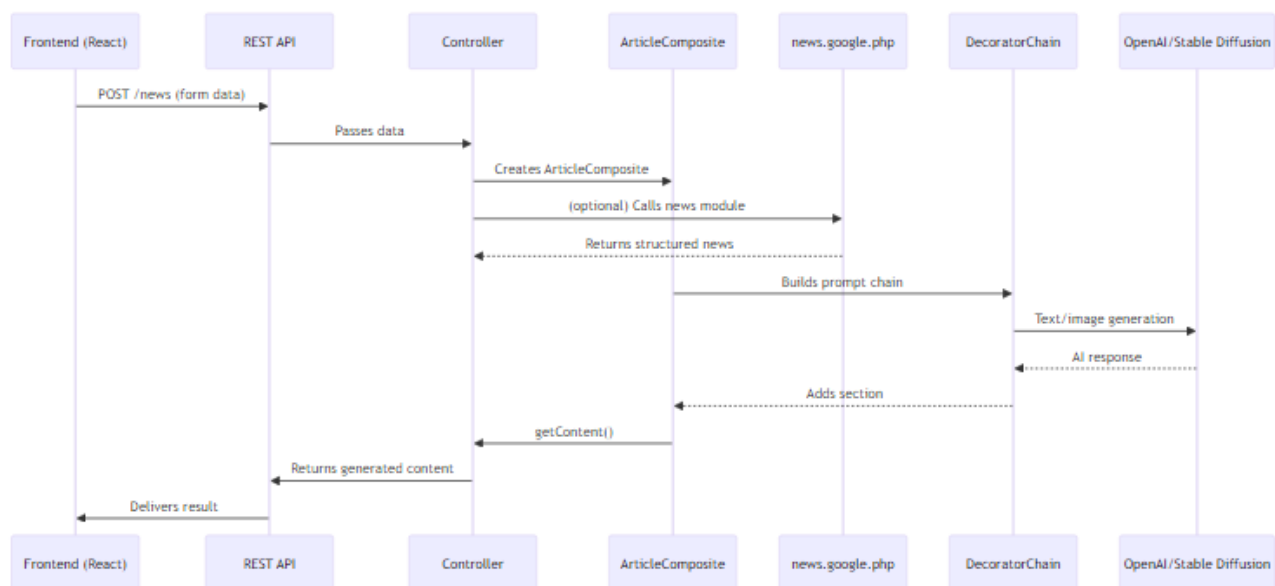 Frontend (React)
REST API
Controller
ArticleComposite
news.google.php
DecoratorChain
OpenAI/Stable Diffusion
POST /news (form data)
Passes data
Creates ArticleComposite
(optional) Calls news module
Returns structured news
Builds prompt chain
Text/image generation
AI response
Adds section
getContent()
Returns generated content
Delivers result
Frontend (React)
REST API
Controller
ArticleComposite
news.google.php
DecoratorChain
OpenAI/Stable Diffusion